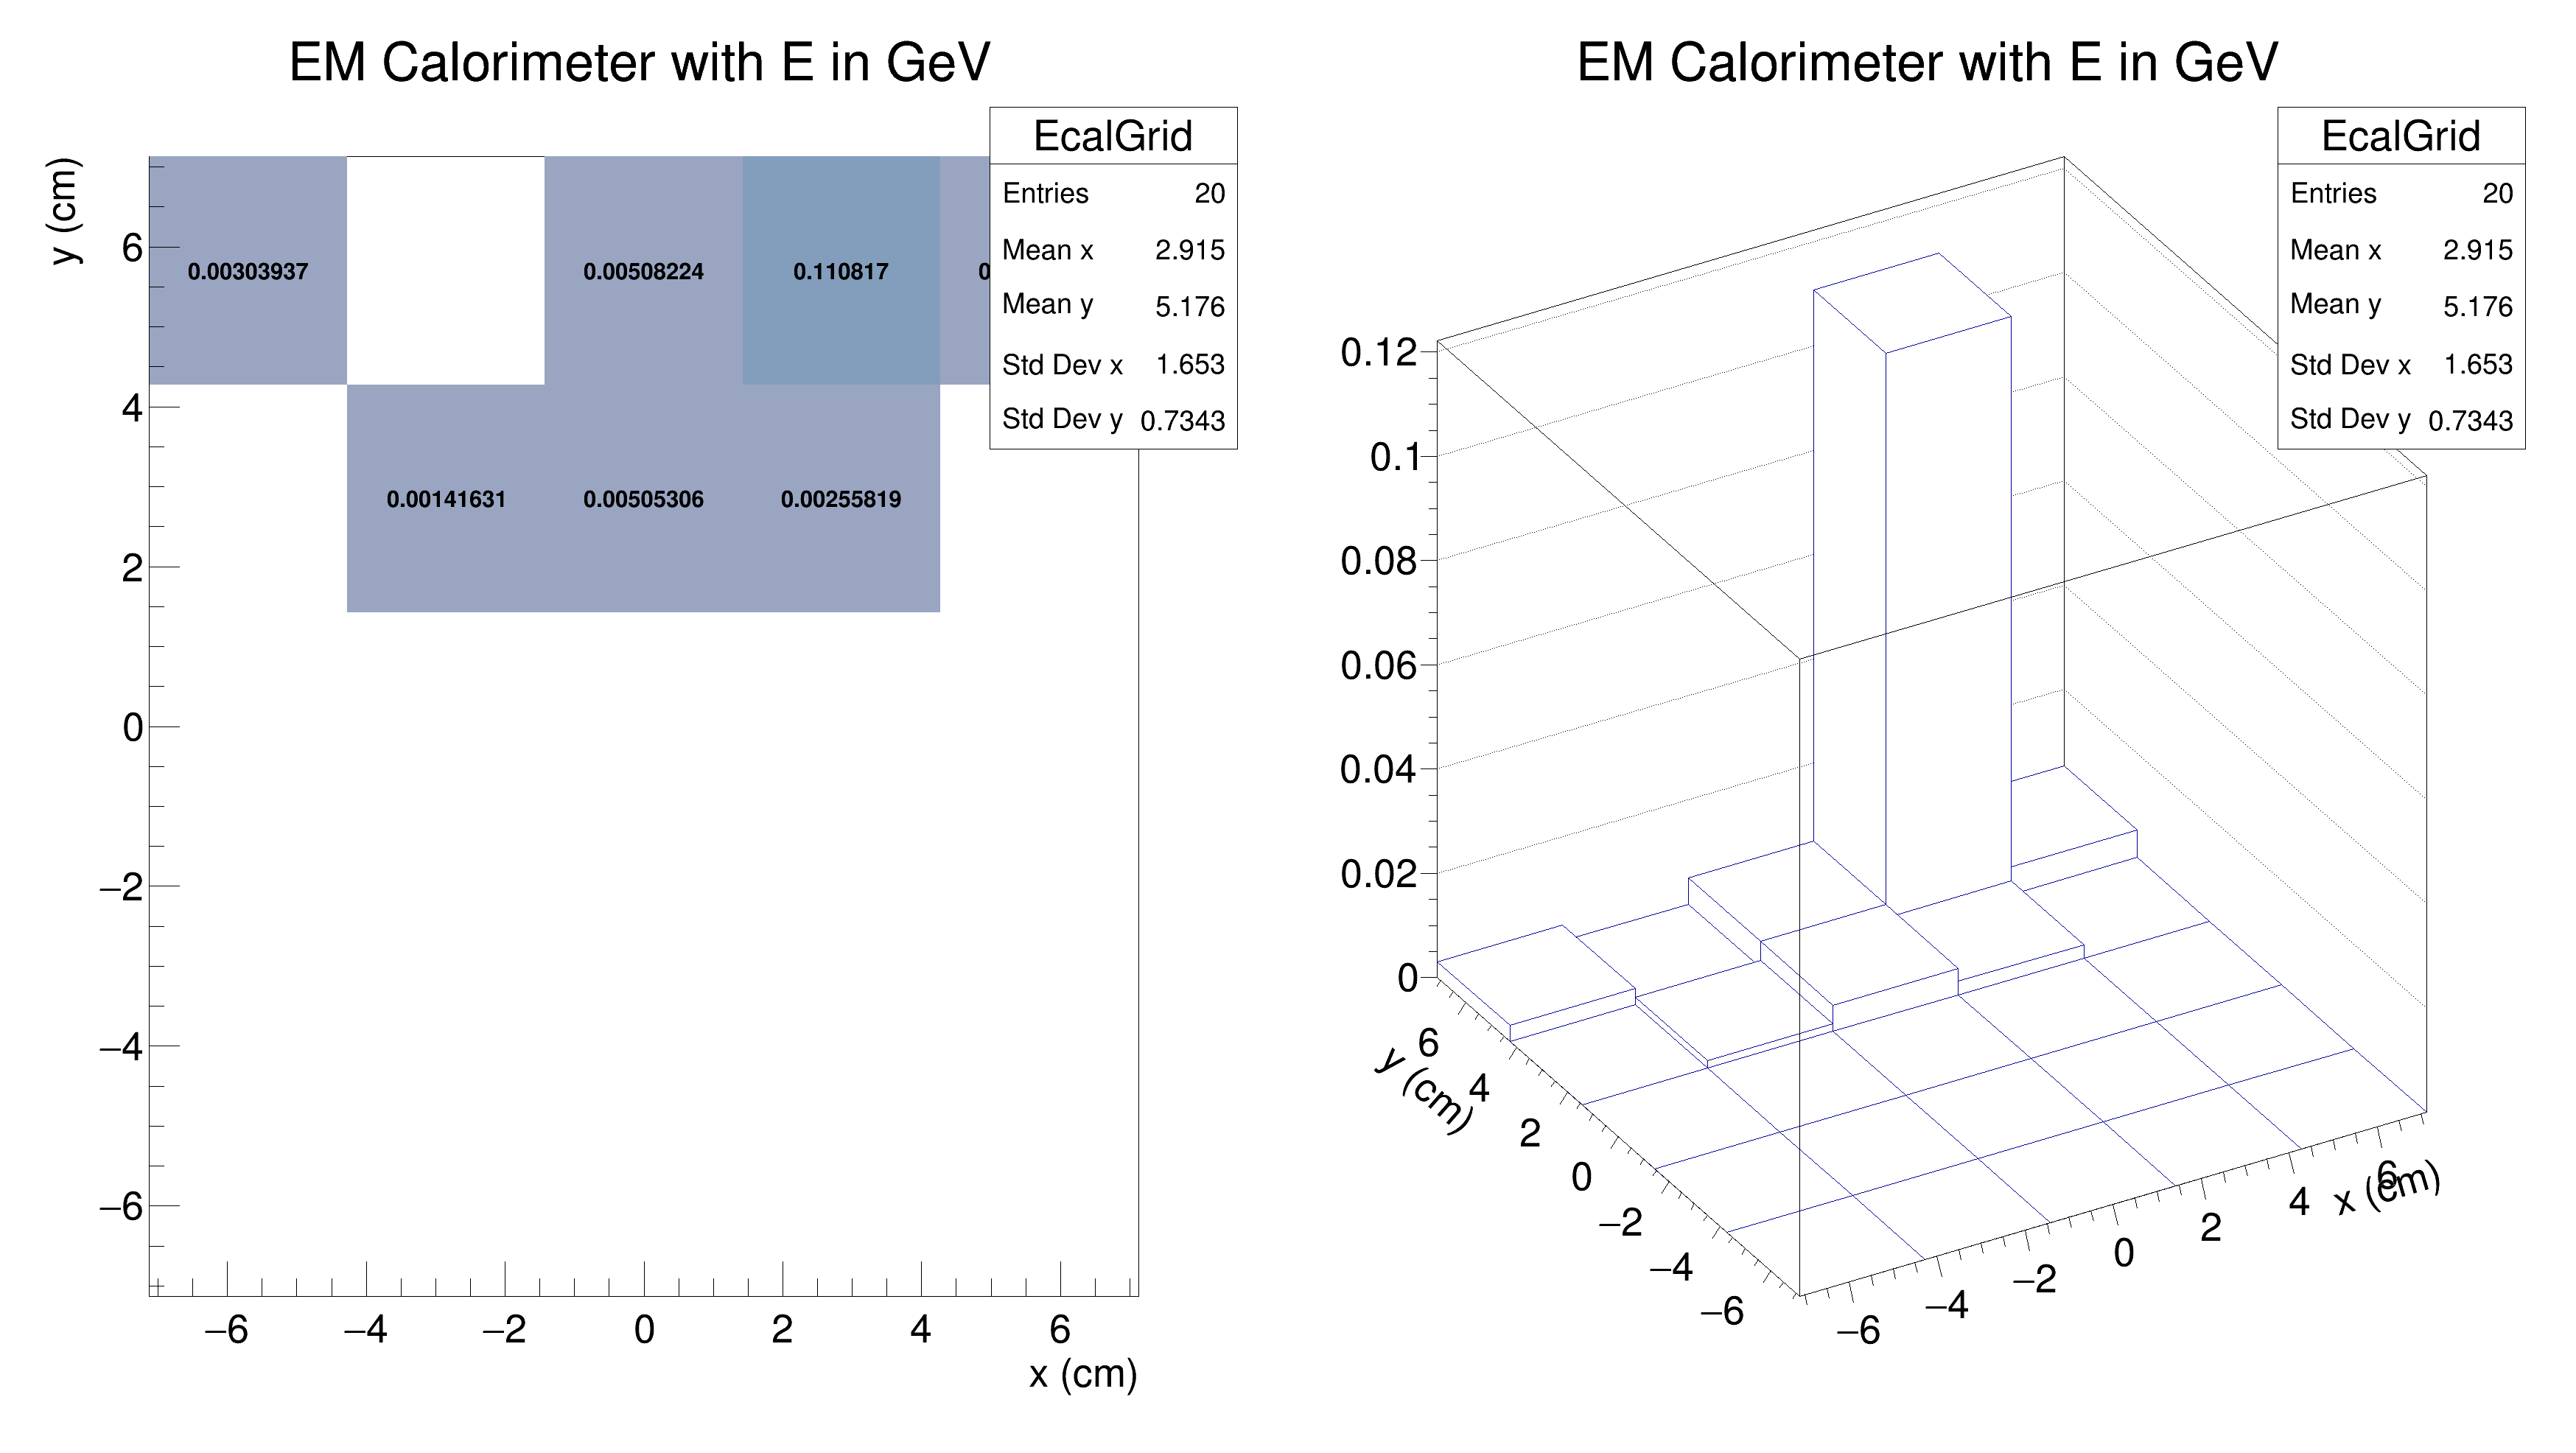 EM Calorimeter with E in GeV
EcalGrid
Entries 20
Mean x 2.915
Mean y 5.176
Std Dev x 1.653
Std Dev y 0.7343
y (cm)
6
4
2
0
−2
−4
−6
0.00303937
0.00508224
0.110817
0
0.00141631
0.00505306
0.00255819
−6
−4
−2
0
2
4
6
x (cm)
EM Calorimeter with E in GeV
EcalGrid
Entries 20
Mean x 2.915
Mean y 5.176
Std Dev x 1.653
Std Dev y 0.7343
0.12
0.1
0.08
0.06
0.04
0.02
0
y (cm)
6
4
2
0
−2
−4
−6
−6
−4
−2
0
2
4
6
x (cm)